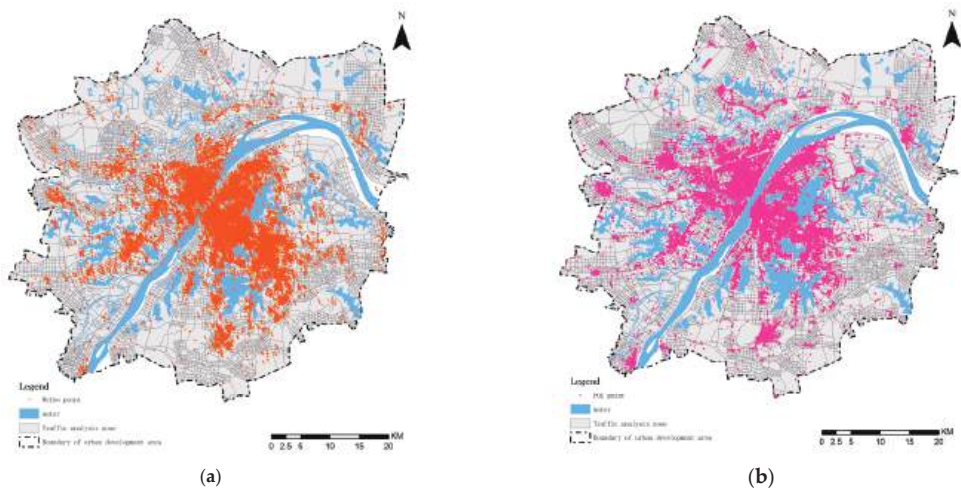 N
Legend
Weibo point
water
Traffic analysis zone
Boundary of urban development area
KM
0 2.5 5 10 15 20
(a)
N
Legend
POI point
water
Traffic analysis zone
Boundary of urban development area
KM
0 2.5 5 10 15 20
(b)